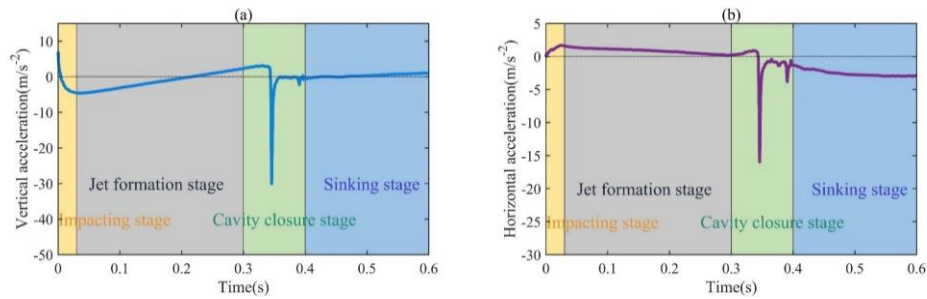 (a)
15
10
0
-10
-20
-30
-40
-50
Vertical acceleration(m/s⁻²)
Jet formation stage
Sinking stage
Impacting stage
Cavity closure stage
0
0.1
0.2
0.3
0.4
0.5
0.6
Time(s)
(b)
5
0
-5
-10
-15
-20
-25
-30
Horizontal acceleration(m/s⁻²)
Jet formation stage
Sinking stage
Impacting stage
Cavity closure stage
0
0.1
0.2
0.3
0.4
0.5
0.6
Time(s)